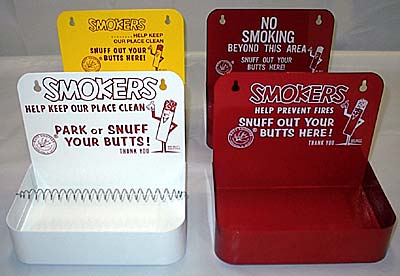 SMOKERS
.......... HELP KEEP
OUR PLACE CLEAN
SNUFF OUT YOUR
BUTTS HERE!
NO
SMOKING
BEYOND THIS AREA
SNUFF OUT YOUR
BUTTS HERE!
SMOKERS
HELP KEEP OUR PLACE CLEAN
PARK or SNUFF
YOUR BUTTS!
THANK YOU
SMOKERS
HELP PREVENT FIRES
SNUFF OUT YOUR
BUTTS HERE!
THANK YOU